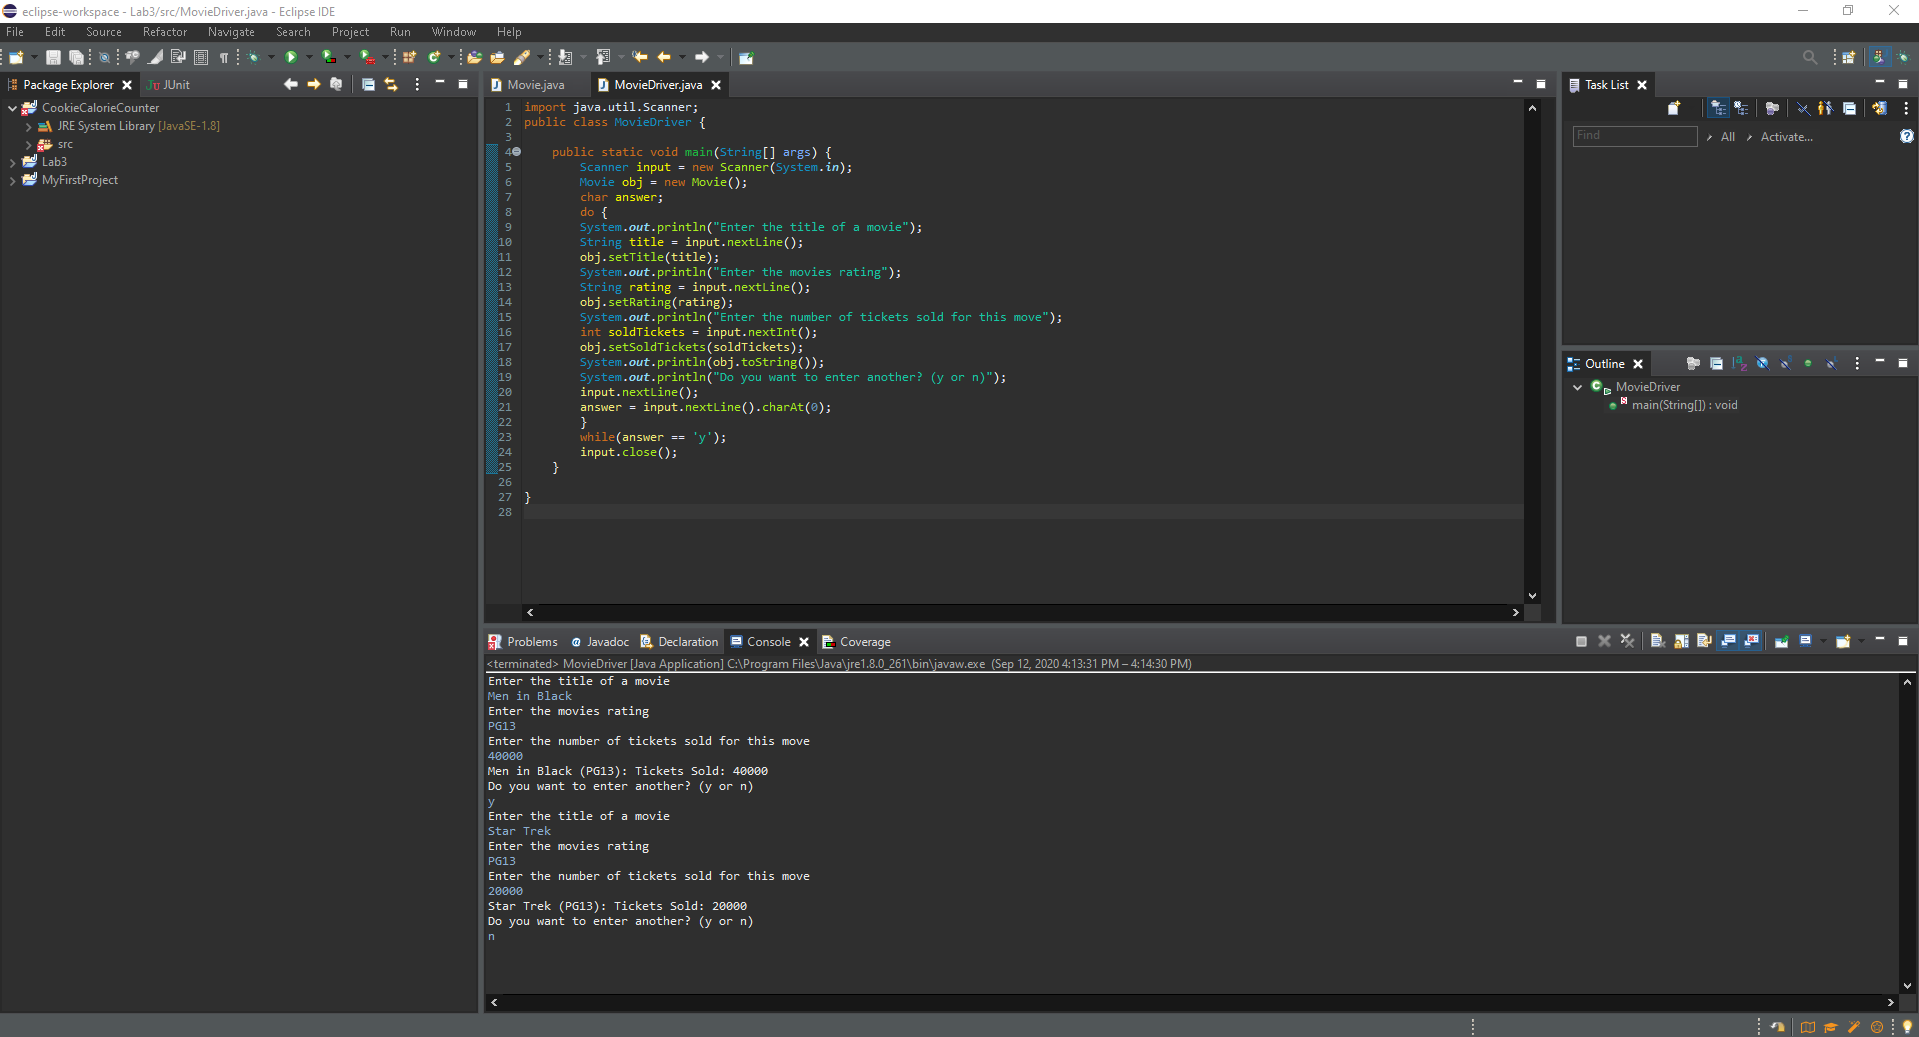 eclipse-workspace - Lab3/src/MovieDriver.java - Eclipse IDE
File Edit Source Refactor Navigate Search Project Run Window Help
Package Explorer JUnit
CookieCalorieCounter
JRE System Library [JavaSE-1.8]
src
Lab3
MyFirstProject
Movie.java MovieDriver.java
1 import java.util.Scanner;
2 public class MovieDriver {
3
4 public static void main(String[] args) {
5 Scanner input = new Scanner(System.in);
6 Movie obj = new Movie();
7 char answer;
8 do {
9 System.out.println("Enter the title of a movie");
10 String title = input.nextLine();
11 obj.setTitle(title);
12 System.out.println("Enter the movies rating");
13 String rating = input.nextLine();
14 obj.setRating(rating);
15 System.out.println("Enter the number of tickets sold for this move");
16 int soldTickets = input.nextInt();
17 obj.setSoldTickets(soldTickets);
18 System.out.println(obj.toString());
19 System.out.println("Do you want to enter another? (y or n)");
20 input.nextLine();
21 answer = input.nextLine().charAt(0);
22 }
23 while(answer == 'y');
24 input.close();
25 }
26
27 }
28
Task List
Find All Activate...
Outline
MovieDriver
main(String[]) : void
Problems Javadoc Declaration Console Coverage
<terminated> MovieDriver [Java Application] C:\Program Files\Java\jre1.8.0_261\bin\javaw.exe (Sep 12, 2020 4:13:31 PM – 4:14:30 PM)
Enter the title of a movie
Men in Black
Enter the movies rating
PG13
Enter the number of tickets sold for this move
40000
Men in Black (PG13): Tickets Sold: 40000
Do you want to enter another? (y or n)
y
Enter the title of a movie
Star Trek
Enter the movies rating
PG13
Enter the number of tickets sold for this move
20000
Star Trek (PG13): Tickets Sold: 20000
Do you want to enter another? (y or n)
n